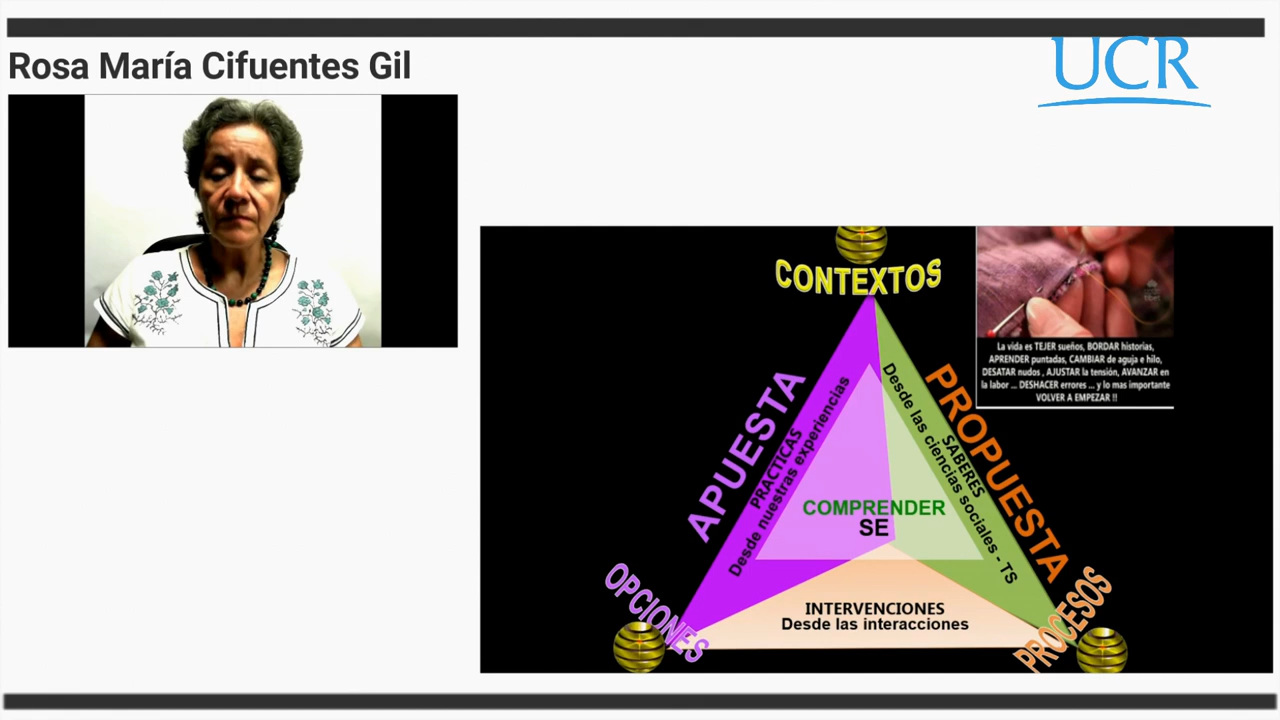 Rosa María Cifuentes Gil
UCR
CONTEXTOS
La vida es TEJER sueños, BORDAR historias,
APRENDER puntadas, CAMBIAR de aguja e hilo,
DESATAR nudos , AJUSTAR la tensión, AVANZAR en
la labor ... DESHACER errores ... y lo mas importante
VOLVER A EMPEZAR !!
APUESTA
PRÁCTICAS
Desde nuestras experiencias
PROPUESTA
SABERES
Desde las ciencias sociales - TS
COMPRENDER
SE
OPCIONES
INTERVENCIONES
Desde las interacciones
PROCESOS